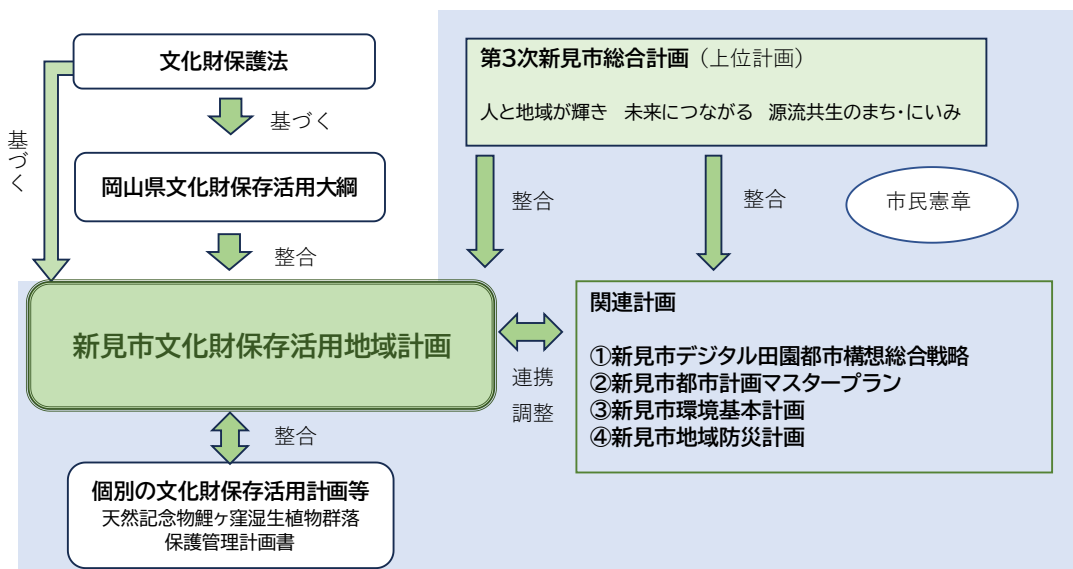 文化財保護法
基づく
基づく
岡山県文化財保存活用大綱
整合
第3次新見市総合計画（上位計画）
人と地域が輝き　未来につながる　源流共生のまち・にいみ
整合
整合
市民憲章
新見市文化財保存活用地域計画
連携
調整
関連計画
①新見市デジタル田園都市構想総合戦略
②新見市都市計画マスタープラン
③新見市環境基本計画
④新見市地域防災計画
整合
個別の文化財保存活用計画等
天然記念物鯉ヶ窪湿生植物群落
保護管理計画書